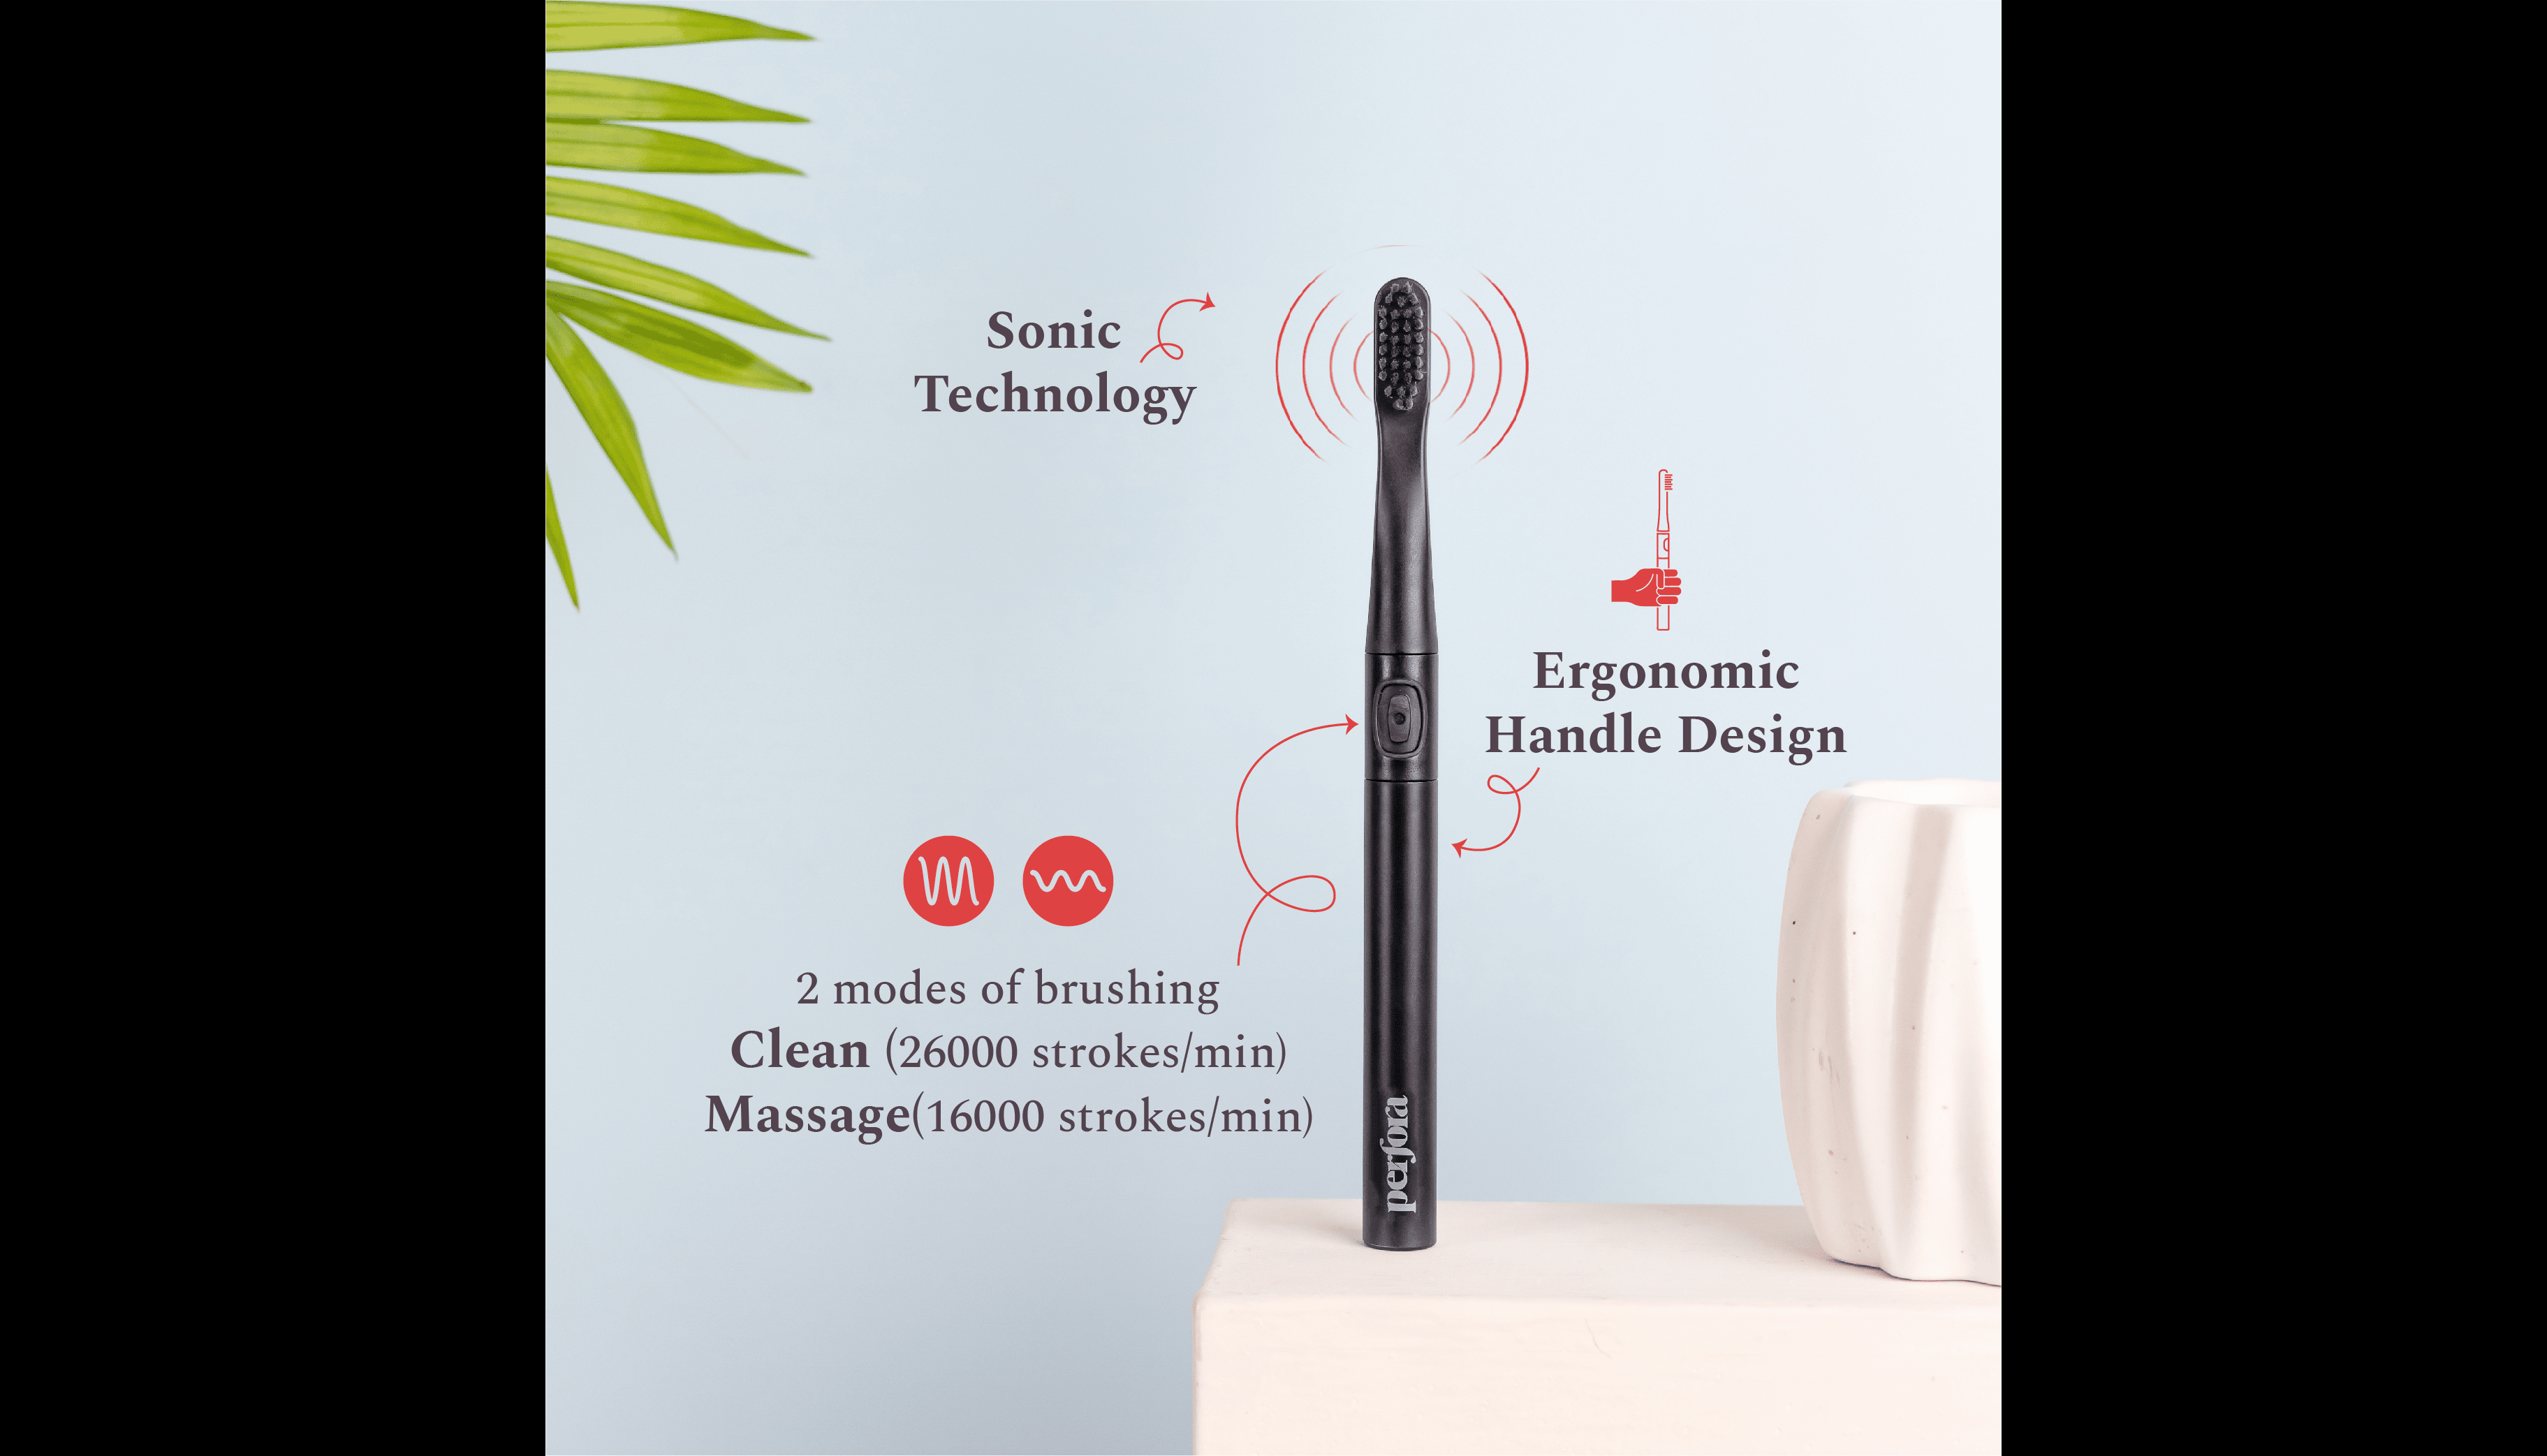 Sonic
Technology
Ergonomic
Handle Design
2 modes of brushing
Clean (26000 strokes/min)
Massage(16000 strokes/min)
perfora